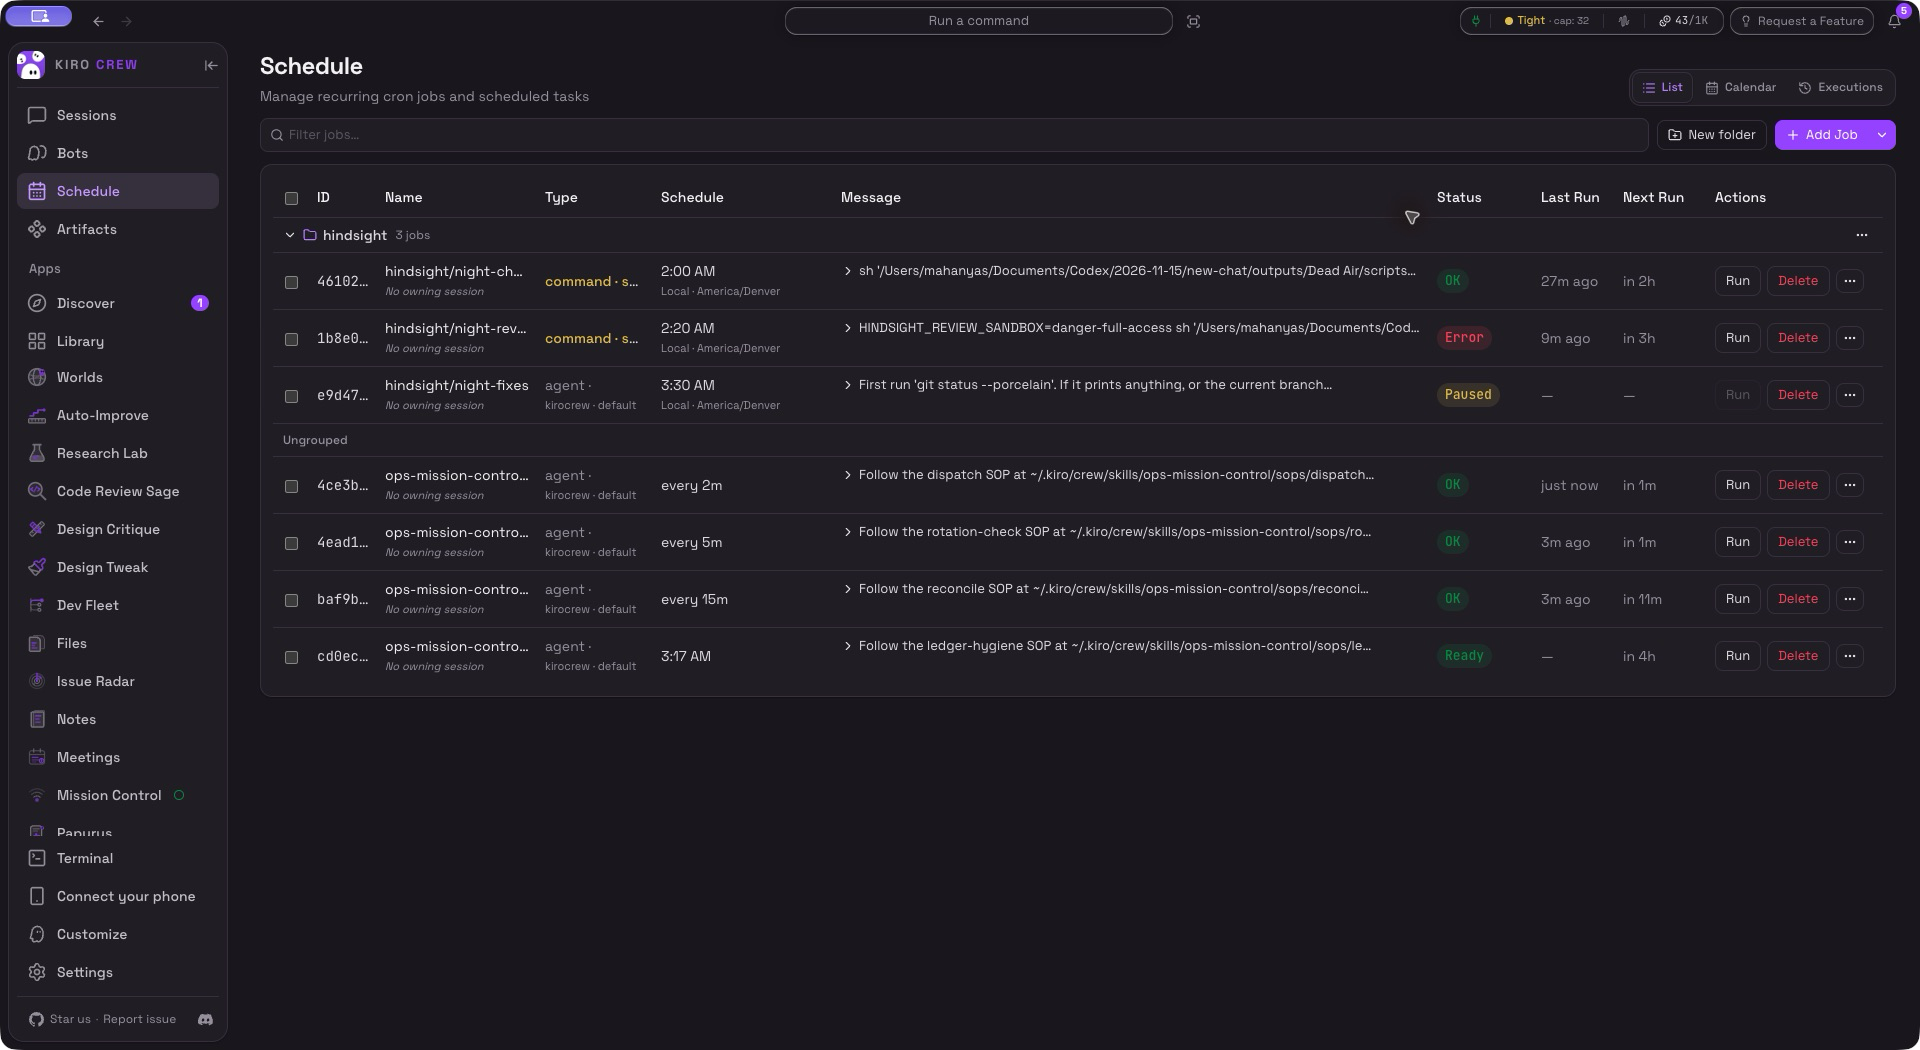 Run a command
Tight · cap: 32
43/1K
Request a Feature
5
KIRO CREW
Sessions
Bots
Schedule
Artifacts
Apps
Discover 1
Library
Worlds
Auto-Improve
Research Lab
Code Review Sage
Design Critique
Design Tweak
Dev Fleet
Files
Issue Radar
Notes
Meetings
Mission Control
Papyrus
Terminal
Connect your phone
Customize
Settings
Star us · Report issue
Schedule
Manage recurring cron jobs and scheduled tasks
List Calendar Executions
Filter jobs...
New folder
Add Job
ID Name Type Schedule Message Status Last Run Next Run Actions
hindsight 3 jobs
46102… hindsight/night-ch… command · s… 2:00 AM sh '/Users/mahanyas/Documents/Codex/2026-11-15/new-chat/outputs/Dead Air/scripts… OK 27m ago in 2h Run Delete
No owning session Local · America/Denver
1b8e0… hindsight/night-rev… command · s… 2:20 AM HINDSIGHT_REVIEW_SANDBOX=danger-full-access sh '/Users/mahanyas/Documents/Cod… Error 9m ago in 3h Run Delete
No owning session Local · America/Denver
e9d47… hindsight/night-fixes agent · 3:30 AM First run 'git status --porcelain'. If it prints anything, or the current branch… Paused — — Run Delete
No owning session kirocrew · default Local · America/Denver
Ungrouped
4ce3b… ops-mission-contro… agent · every 2m Follow the dispatch SOP at ~/.kiro/crew/skills/ops-mission-control/sops/dispatch… OK just now in 1m Run Delete
No owning session kirocrew · default
4ead1… ops-mission-contro… agent · every 5m Follow the rotation-check SOP at ~/.kiro/crew/skills/ops-mission-control/sops/ro… OK 3m ago in 1m Run Delete
No owning session kirocrew · default
baf9b… ops-mission-contro… agent · every 15m Follow the reconcile SOP at ~/.kiro/crew/skills/ops-mission-control/sops/reconci… OK 3m ago in 11m Run Delete
No owning session kirocrew · default
cd0ec… ops-mission-contro… agent · 3:17 AM Follow the ledger-hygiene SOP at ~/.kiro/crew/skills/ops-mission-control/sops/le… Ready — in 4h Run Delete
No owning session kirocrew · default